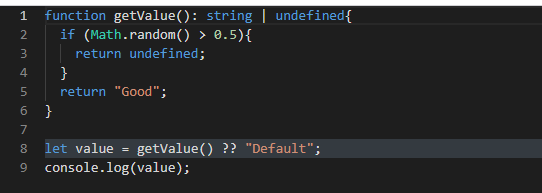 1 function getValue(): string | undefined{
2   if (Math.random() > 0.5){
3     return undefined;
4   }
5   return "Good";
6 }
7
8 let value = getValue() ?? "Default";
9 console.log(value);